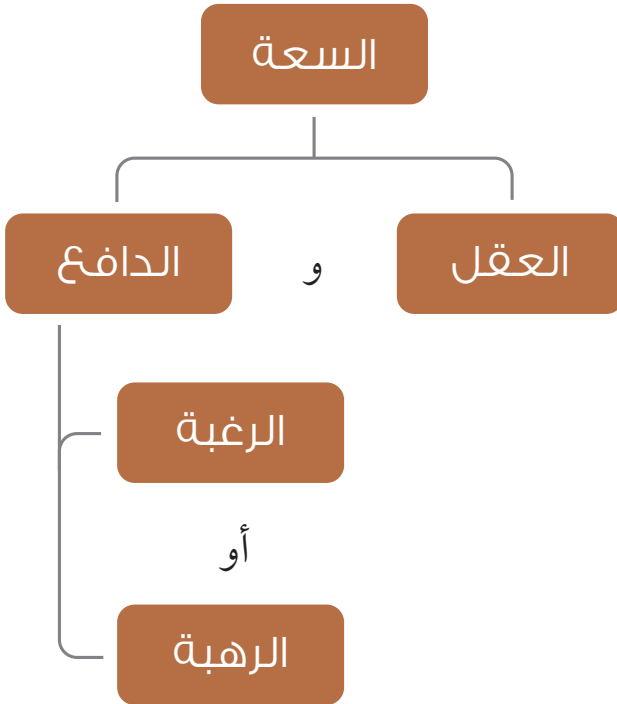 السعة
العقل و الدافع
الرغبة
أو
الرهبة